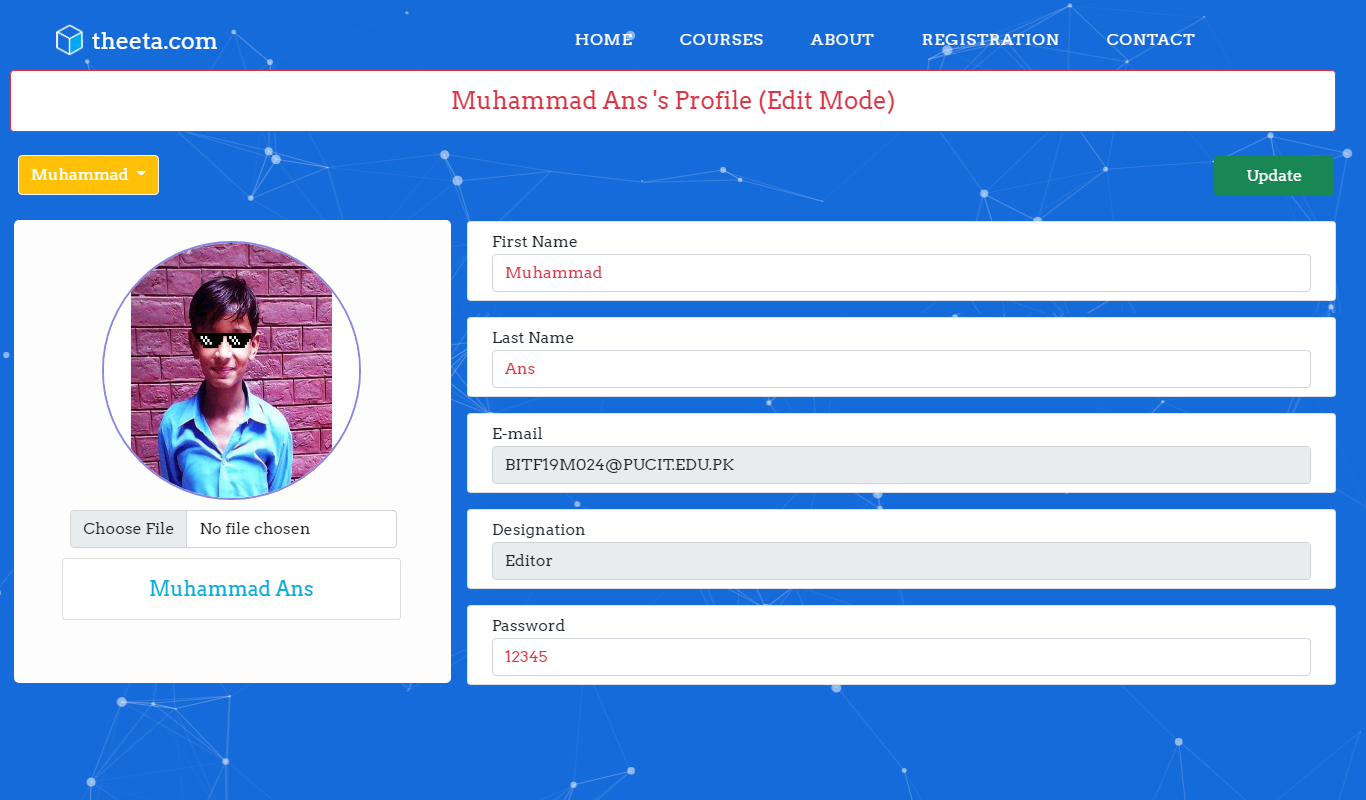 theeta.com
HOME COURSES ABOUT REGISTRATION CONTACT
Muhammad Ans 's Profile (Edit Mode)
Muhammad
Update
Choose File No file chosen
Muhammad Ans
First Name
Muhammad
Last Name
Ans
E-mail
BITF19M024@PUCIT.EDU.PK
Designation
Editor
Password
12345